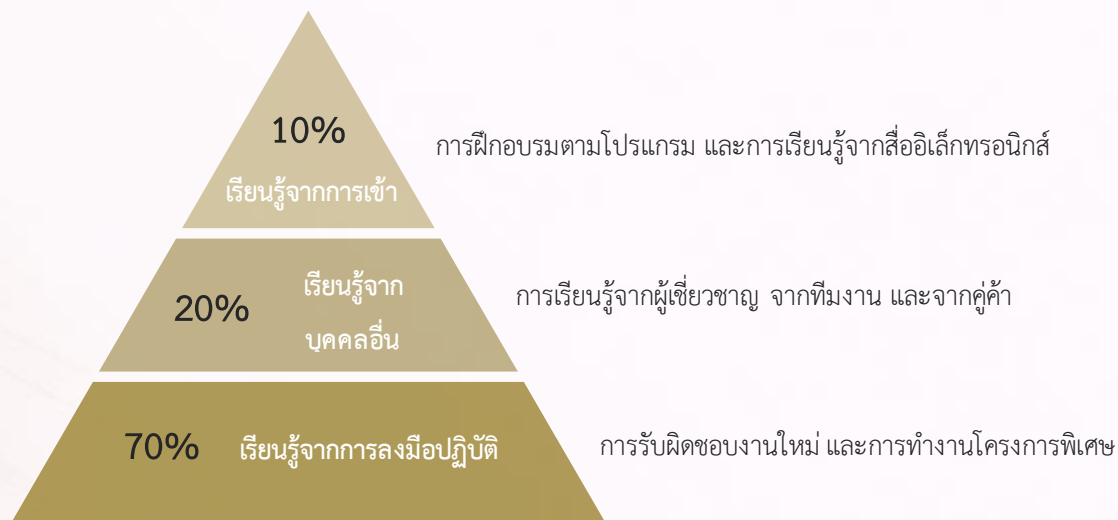 10%
เรียนรู้จากการเข้า
การฝึกอบรมตามโปรแกรม และการเรียนรู้จากสื่ออิเล็กทรอนิกส์
20%
เรียนรู้จาก
บุคคลอื่น
การเรียนรู้จากผู้เชี่ยวชาญ จากทีมงาน และจากคู่ค้า
70%
เรียนรู้จากการลงมือปฏิบัติ
การรับผิดชอบงานใหม่ และการทำงานโครงการพิเศษ